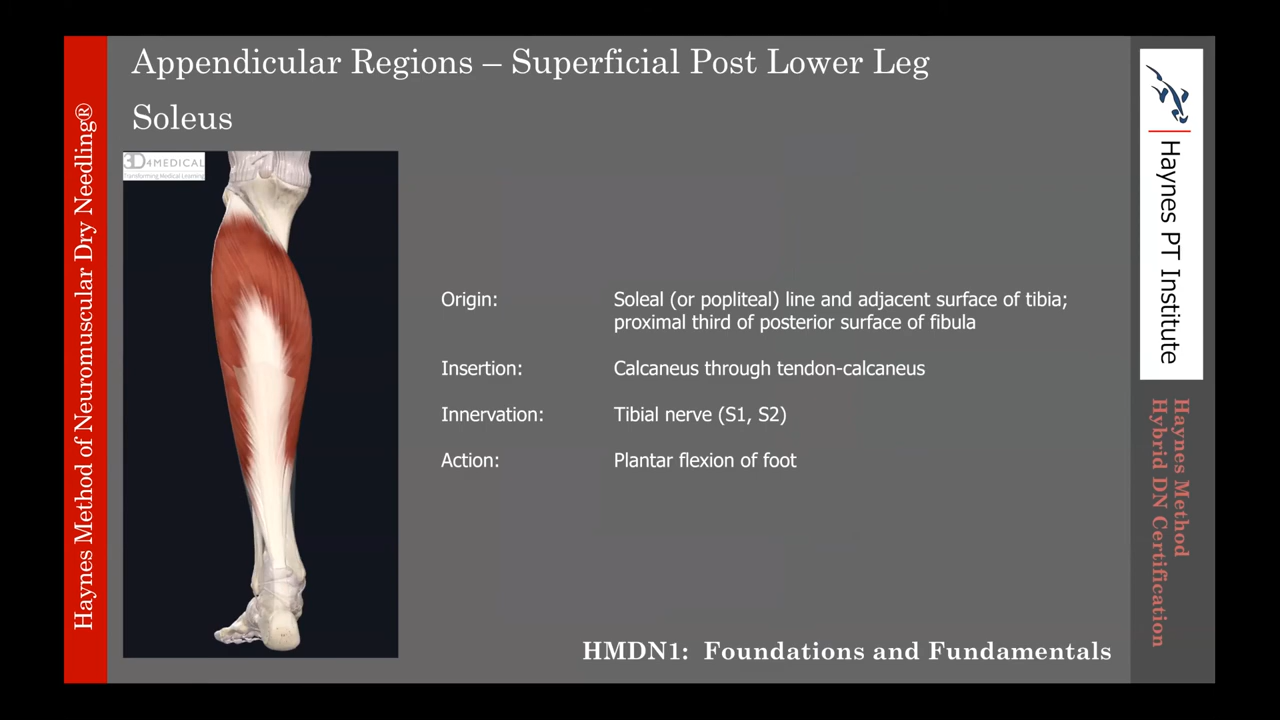 Appendicular Regions – Superficial Post Lower Leg
Soleus
Haynes Method of Neuromuscular Dry Needling®
3D4MEDICAL
Transforming Medical Learning
Origin: Soleal (or popliteal) line and adjacent surface of tibia;
proximal third of posterior surface of fibula
Insertion: Calcaneus through tendon-calcaneus
Innervation: Tibial nerve (S1, S2)
Action: Plantar flexion of foot
HMDN1: Foundations and Fundamentals
Haynes PT Institute
Haynes Method
Hybrid DN Certification